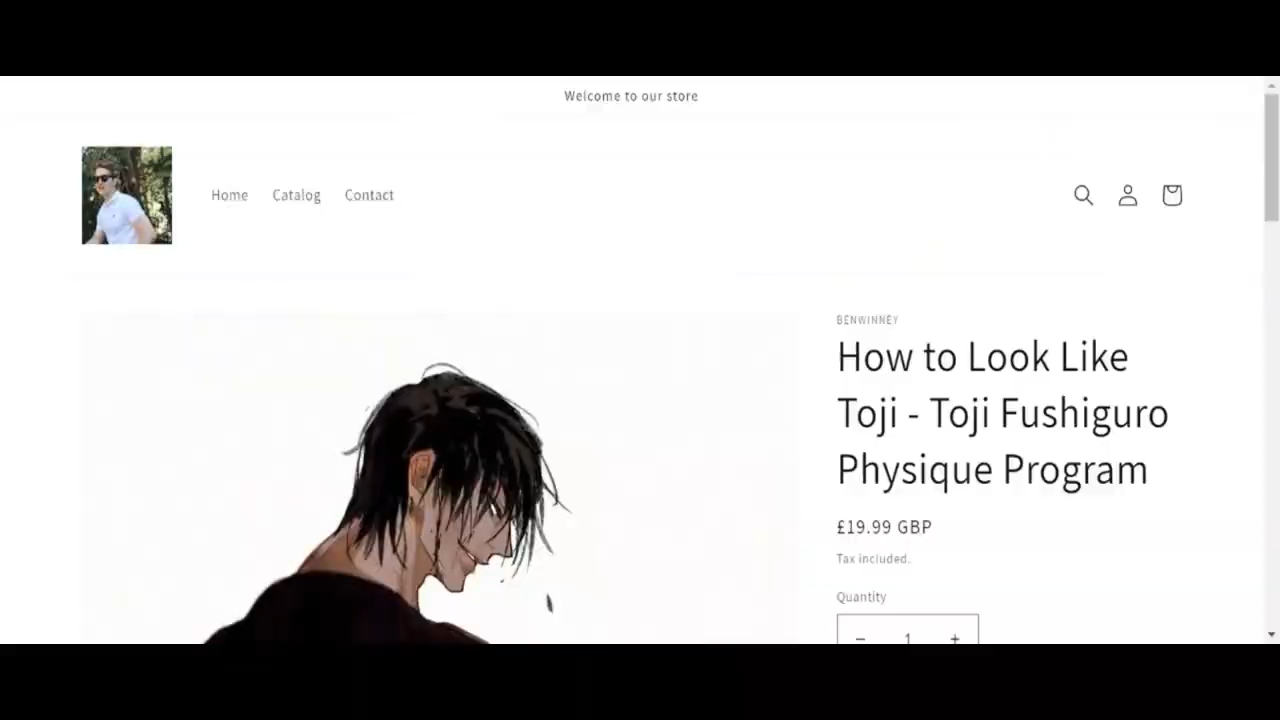 Welcome to our store
Home Catalog Contact
BENWINNEY
How to Look Like
Toji - Toji Fushiguro
Physique Program
£19.99 GBP
Tax included.
Quantity
− 1 +